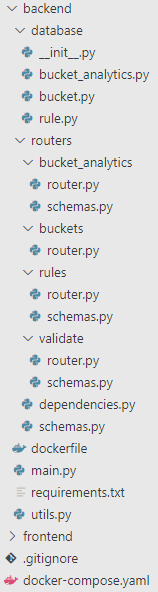 backend
database
__init__.py
bucket_analytics.py
bucket.py
rule.py
routers
bucket_analytics
router.py
schemas.py
buckets
router.py
rules
router.py
schemas.py
validate
router.py
schemas.py
dependencies.py
schemas.py
dockerfile
main.py
requirements.txt
utils.py
frontend
.gitignore
docker-compose.yaml